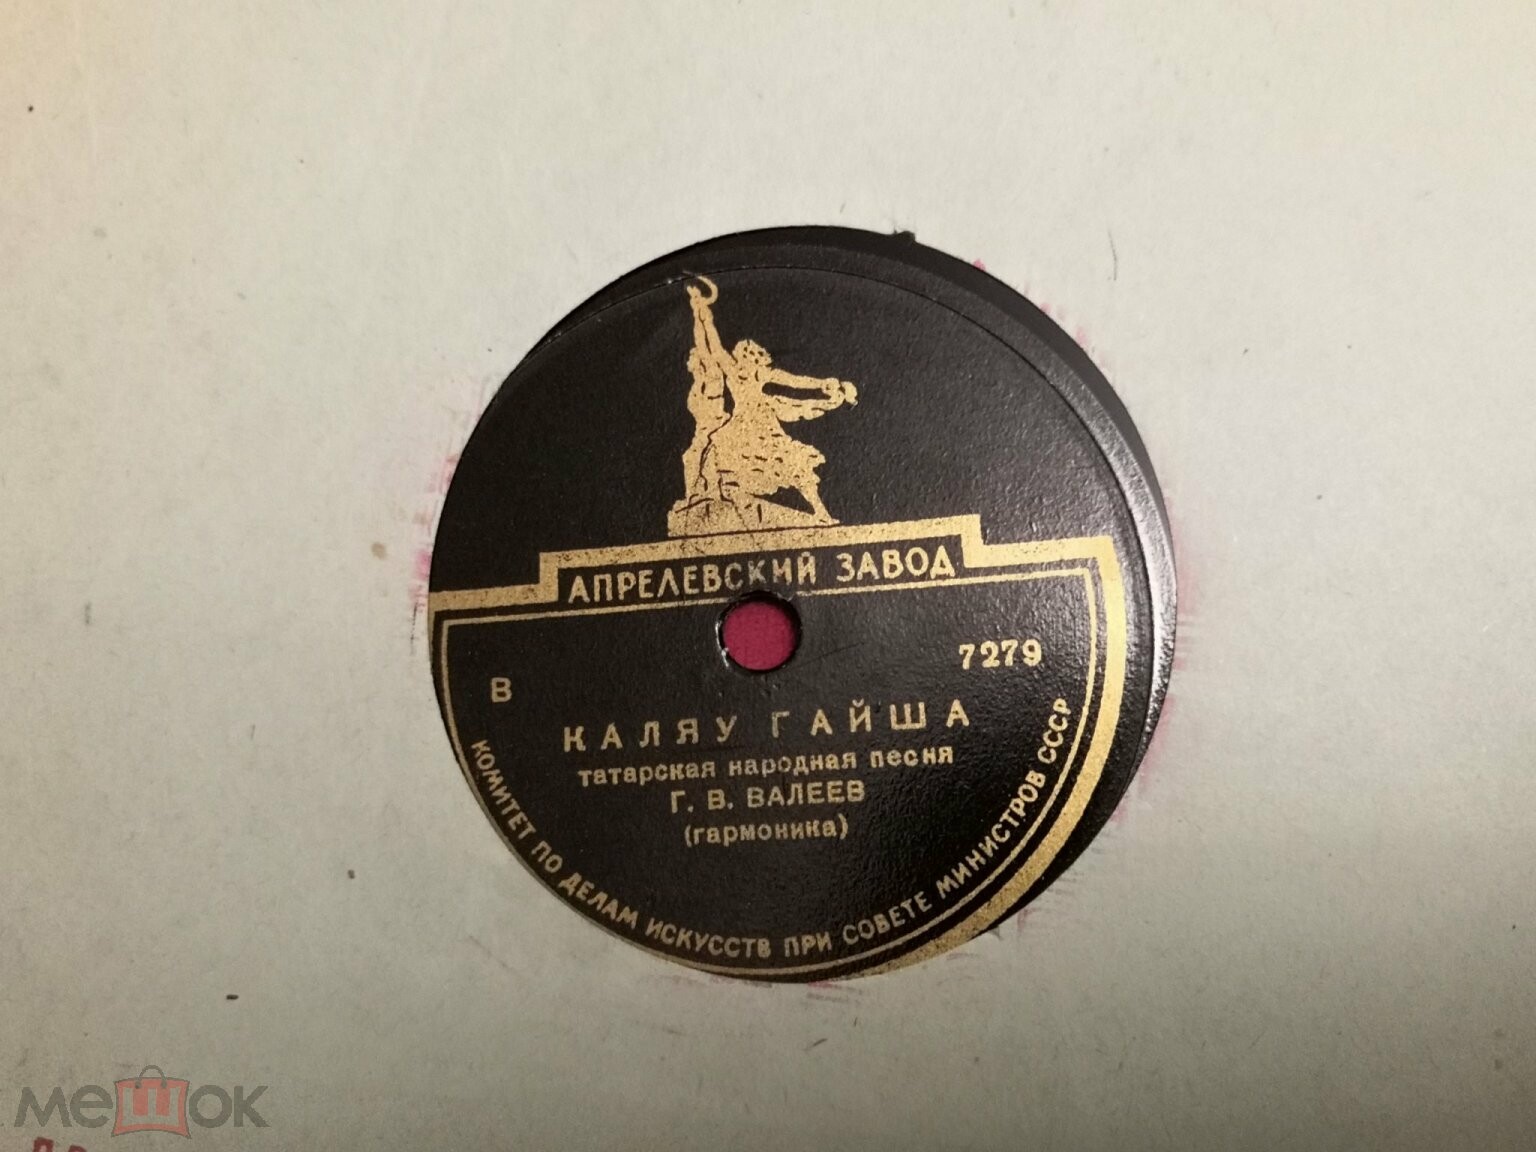 АПРЕЛЕВСКИЙ ЗАВОД
7279
В
КАЛЯУ ГАЙША
татарская народная песня
Г. В. ВАЛЕЕВ
(гармоника)
КОМИТЕТ ПО ДЕЛАМ ИСКУССТВ ПРИ СОВЕТЕ МИНИСТРОВ СССР
мешок